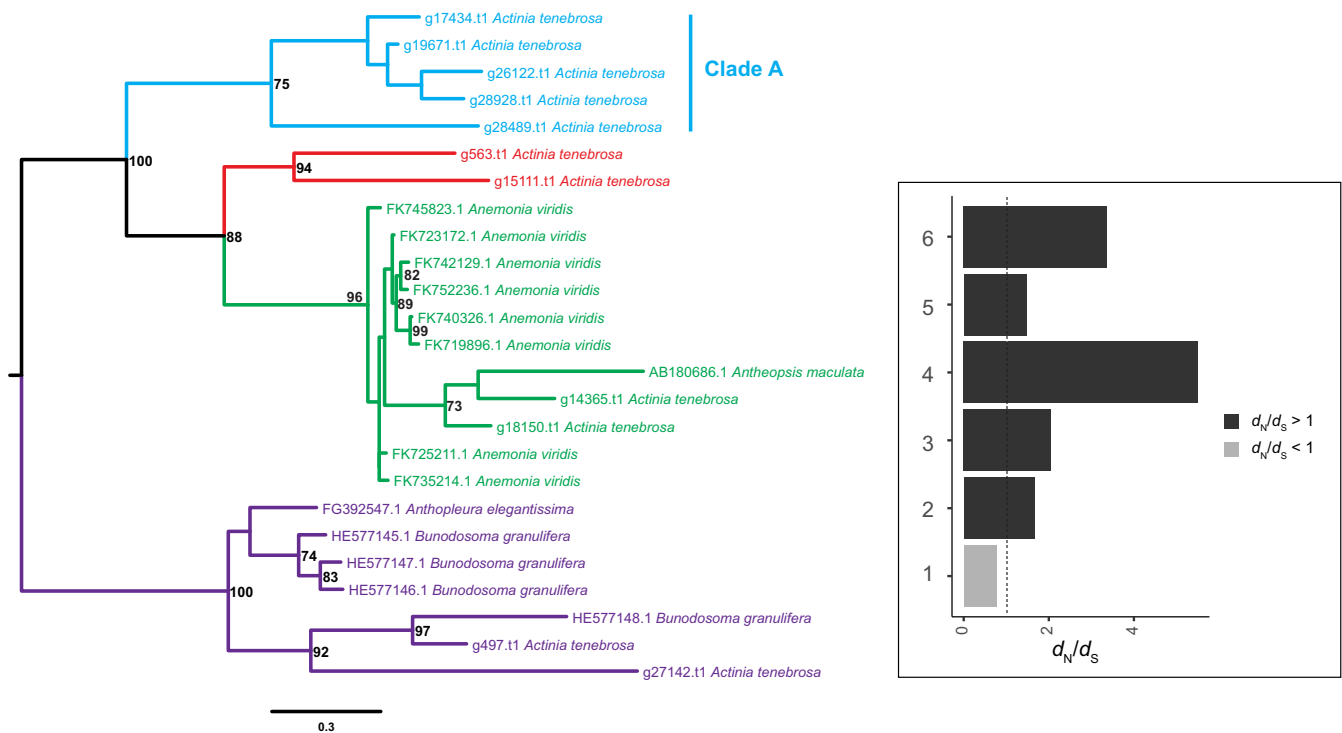 g17434.t1 Actinia tenebrosa
g19671.t1 Actinia tenebrosa
g26122.t1 Actinia tenebrosa
g28928.t1 Actinia tenebrosa
g28489.t1 Actinia tenebrosa
Clade A
75
100
g563.t1 Actinia tenebrosa
94
g15111.t1 Actinia tenebrosa
88
FK745823.1 Anemonia viridis
FK723172.1 Anemonia viridis
FK742129.1 Anemonia viridis
82
FK752236.1 Anemonia viridis
96
89
FK740326.1 Anemonia viridis
99
FK719896.1 Anemonia viridis
AB180686.1 Antheopsis maculata
73
g14365.t1 Actinia tenebrosa
g18150.t1 Actinia tenebrosa
FK725211.1 Anemonia viridis
FK735214.1 Anemonia viridis
FG392547.1 Anthopleura elegantissima
HE577145.1 Bunodosoma granulifera
74
HE577147.1 Bunodosoma granulifera
83
HE577146.1 Bunodosoma granulifera
100
HE577148.1 Bunodosoma granulifera
97
g497.t1 Actinia tenebrosa
92
g27142.t1 Actinia tenebrosa
0.3
6
5
4
3
2
1
0 2 4
dN/dS
dN/dS > 1
dN/dS < 1